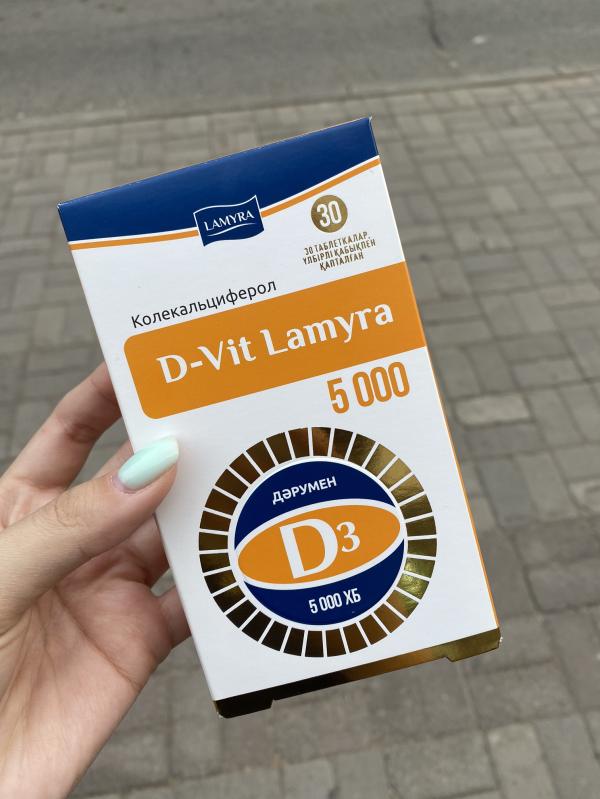 LAMYRA
30
30 ТАБЛЕТКАЛАР,
ҮЛБІРЛІ ҚАБЫҚПЕН
ҚАПТАЛҒАН
Колекальциферол
D-Vit Lamyra
5 000
ДӘРУМЕН
D3
5 000 ХБ